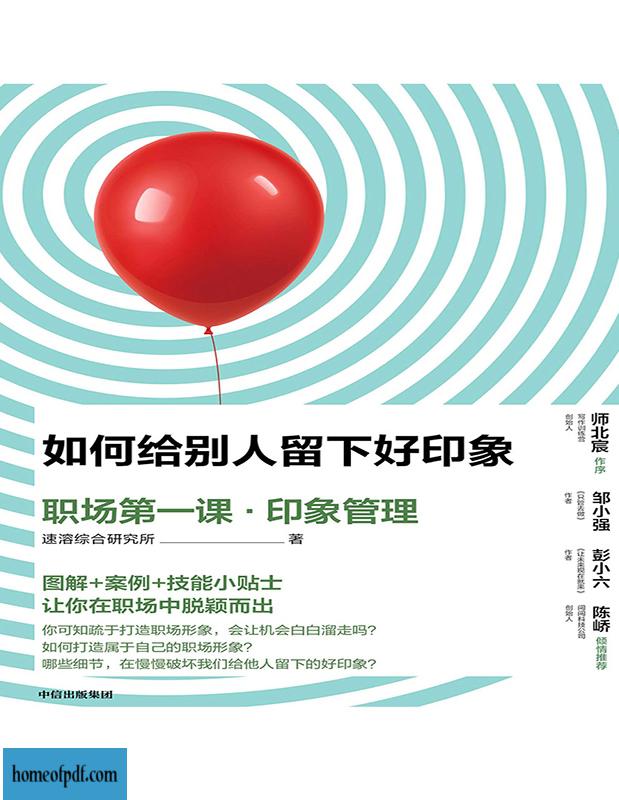 如何给别人留下好印象
职场第一课·印象管理
速溶综合研究所 著
图解+案例+技能小贴士
让你在职场中脱颖而出
你可知疏于打造职场形象，会让机会白白溜走吗？
如何打造属于自己的职场形象？
哪些细节，在慢慢破坏我们给他人留下的好印象？
中信出版集团
师北宸 作序
写作训练营
创始人
邹小强
《只管去做》
作者
彭小六
《让未来现在就来》
作者
陈峤 倾情推荐
问问科技公司
创始人
homeofpdf.com